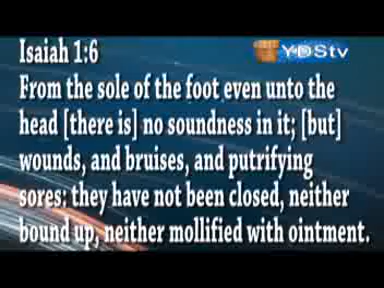 Isaiah 1:6
YDStv
From the sole of the foot even unto the
head [there is] no soundness in it; [but]
wounds, and bruises, and putrifying
sores: they have not been closed, neither
bound up, neither mollified with ointment.